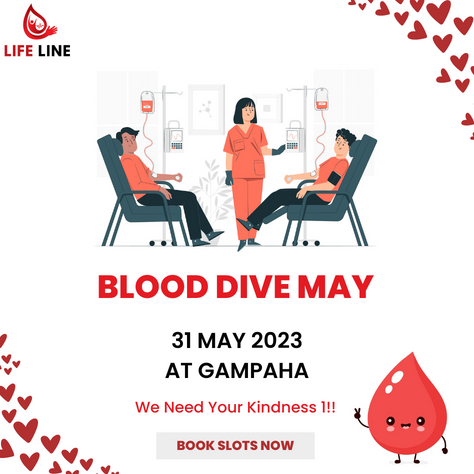 LIFE LINE
BLOOD DIVE MAY
31 MAY 2023
AT GAMPAHA
We Need Your Kindness 1!!
BOOK SLOTS NOW